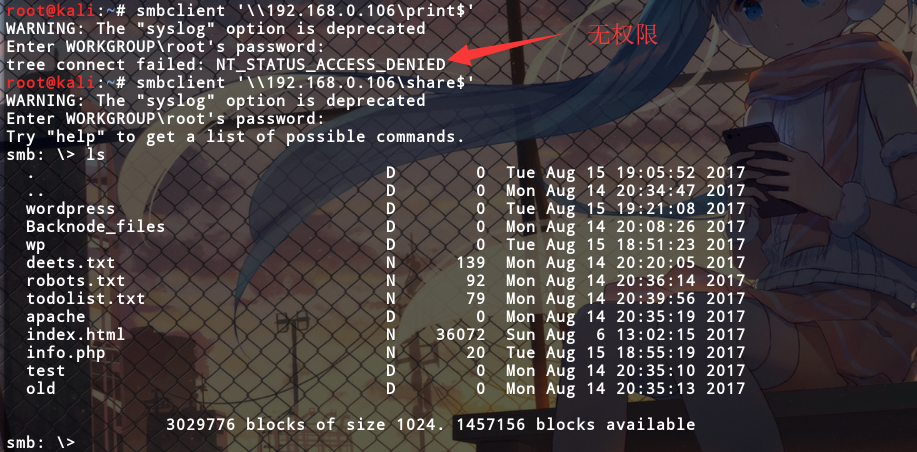 root@kali:~# smbclient '\\192.168.0.106\print$'
WARNING: The "syslog" option is deprecated
Enter WORKGROUP\root's password:
tree connect failed: NT_STATUS_ACCESS_DENIED
无权限
root@kali:~# smbclient '\\192.168.0.106\share$'
WARNING: The "syslog" option is deprecated
Enter WORKGROUP\root's password:
Try "help" to get a list of possible commands.
smb: \> ls
. D 0 Tue Aug 15 19:05:52 2017
.. D 0 Mon Aug 14 20:34:47 2017
wordpress D 0 Tue Aug 15 19:21:08 2017
Backnode_files D 0 Mon Aug 14 20:08:26 2017
wp D 0 Tue Aug 15 18:51:23 2017
deets.txt N 139 Mon Aug 14 20:20:05 2017
robots.txt N 92 Mon Aug 14 20:36:14 2017
todolist.txt N 79 Mon Aug 14 20:39:56 2017
apache D 0 Mon Aug 14 20:35:19 2017
index.html N 36072 Sun Aug 6 13:02:15 2017
info.php N 20 Tue Aug 15 18:55:19 2017
test D 0 Mon Aug 14 20:35:10 2017
old D 0 Mon Aug 14 20:35:13 2017
3029776 blocks of size 1024. 1457156 blocks available
smb: \>